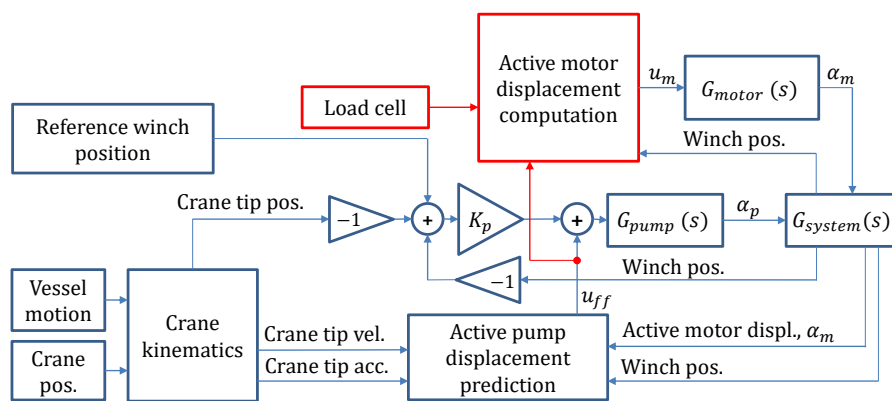 Active motor
displacement
computation
u_m
G_motor (s)
α_m
Load cell
Reference winch
position
Winch pos.
Crane tip pos.
−1
+
K_p
+
G_pump (s)
α_p
G_system(s)
−1
Winch pos.
u_ff
Vessel
motion
Crane
kinematics
Crane tip vel.
Active pump
displacement
prediction
Active motor displ., α_m
Crane
pos.
Crane tip acc.
Winch pos.